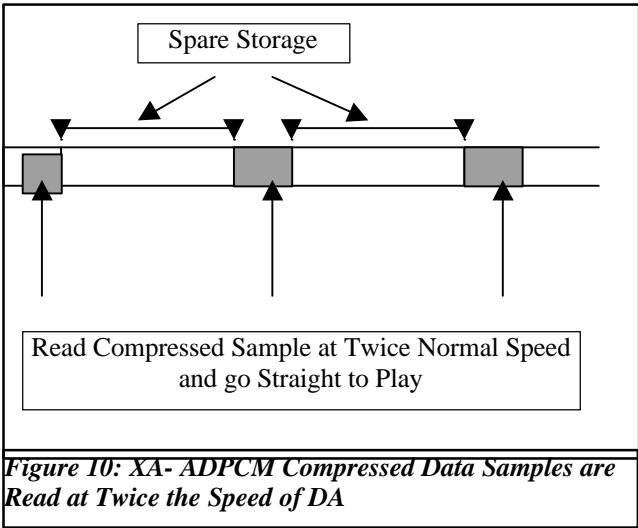 Spare Storage
Read Compressed Sample at Twice Normal Speed
and go Straight to Play
Figure 10: XA- ADPCM Compressed Data Samples are
Read at Twice the Speed of DA